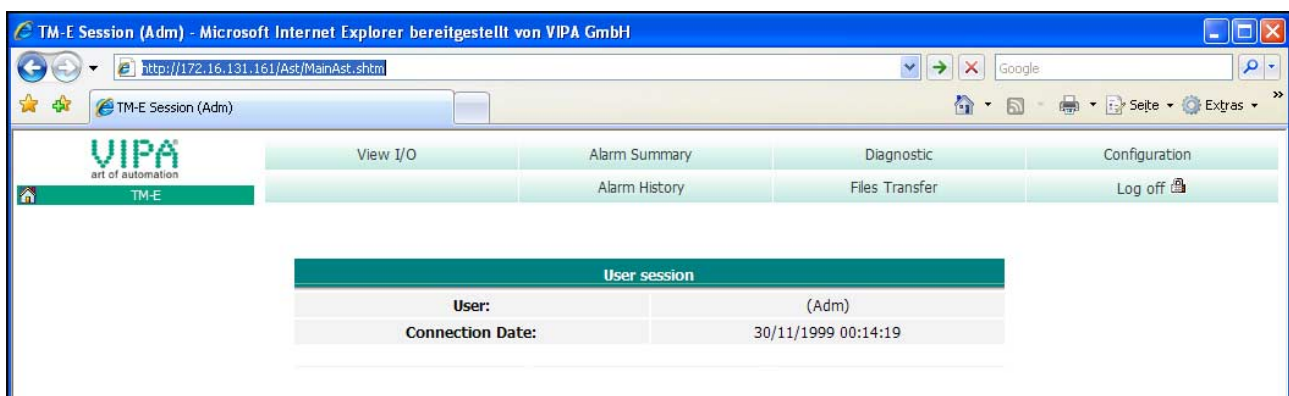 TM-E Session (Adm) - Microsoft Internet Explorer bereitgestellt von VIPA GmbH
http://172.16.131.161/Ast/MainAst.shtm
Google
TM-E Session (Adm)
Seite
Extras
VIPA
art of automation
TM-E
View I/O Alarm Summary Diagnostic Configuration
Alarm History Files Transfer Log off
User session
User: (Adm)
Connection Date: 30/11/1999 00:14:19